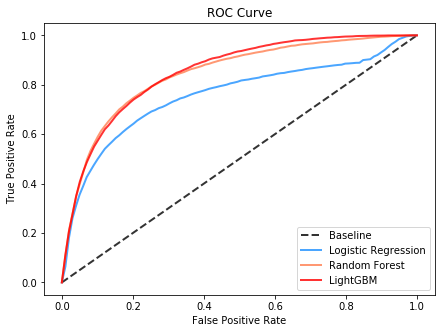 ROC Curve
True Positive Rate
1.0
0.8
0.6
0.4
0.2
0.0
0.0
0.2
0.4
0.6
0.8
1.0
False Positive Rate
Baseline
Logistic Regression
Random Forest
LightGBM